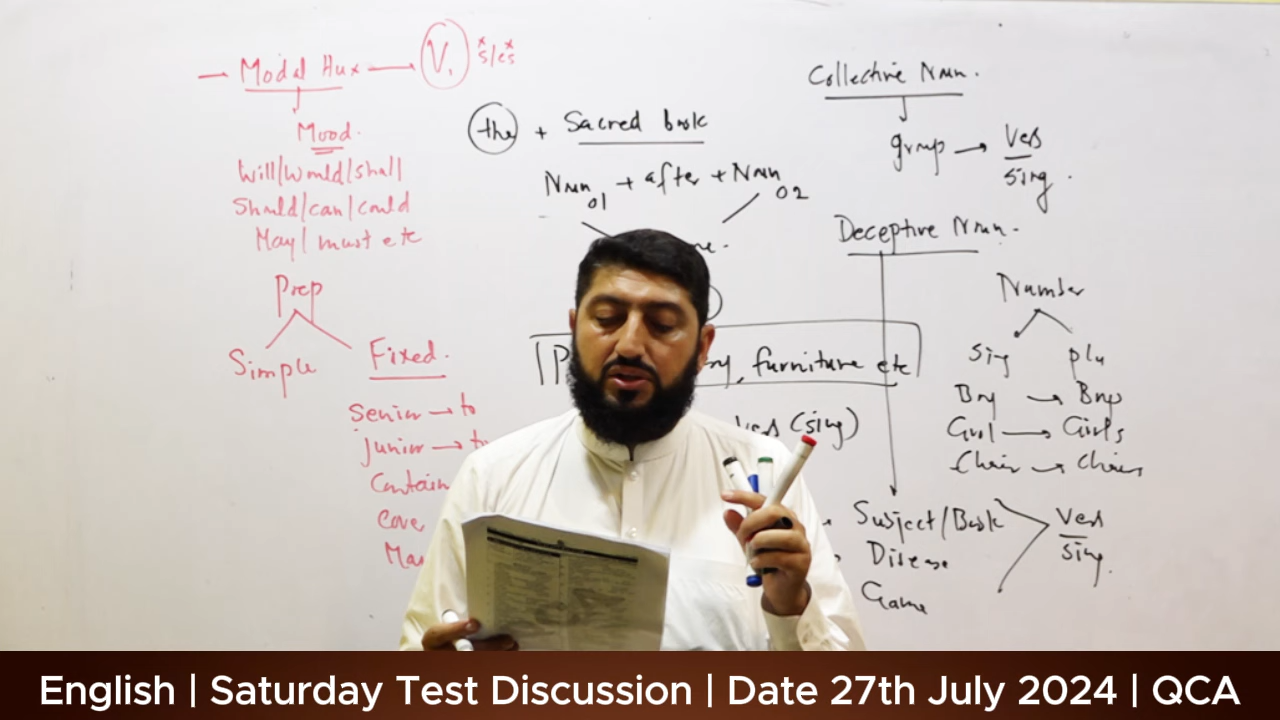 → Modal Aux → V₁ s/es
Mood.
Will/Would/shall
Should/can/could
May/must etc
Prep
Simple Fixed.
Senior → to
junior → to
Contain
Cove
Ma
the + Sacred book
Noun 01 + after + Noun 02
furniture etc
Verb (sing)
Collective Noun.
group → Verb
Sing.
Deceptive Noun.
Number
Sing plu
Boy → Boys
Girl → Girls
Chair → Chairs
Subject/Book
Disease
Game
Verb
Sing.
English | Saturday Test Discussion | Date 27th July 2024 | QCA